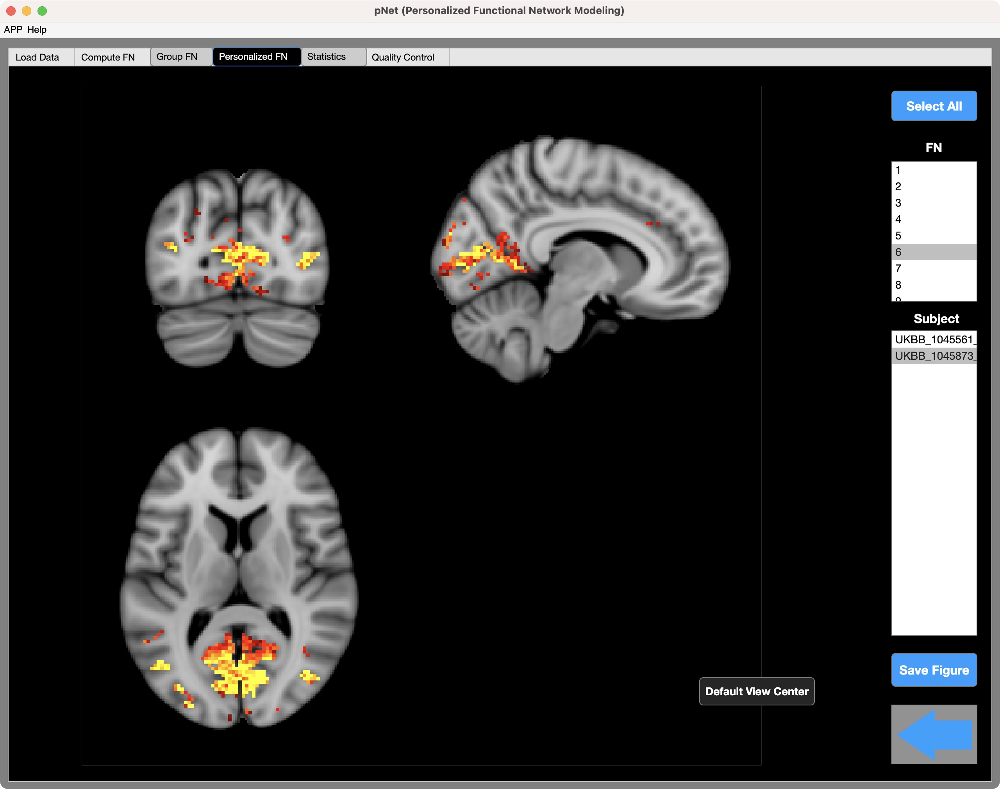 pNet (Personalized Functional Network Modeling)
APP Help
Load Data Compute FN Group FN Personalized FN Statistics Quality Control
Select All
FN
1
2
3
4
5
6
7
8
Subject
UKBB_1045561_
UKBB_1045873_
Save Figure
Default View Center